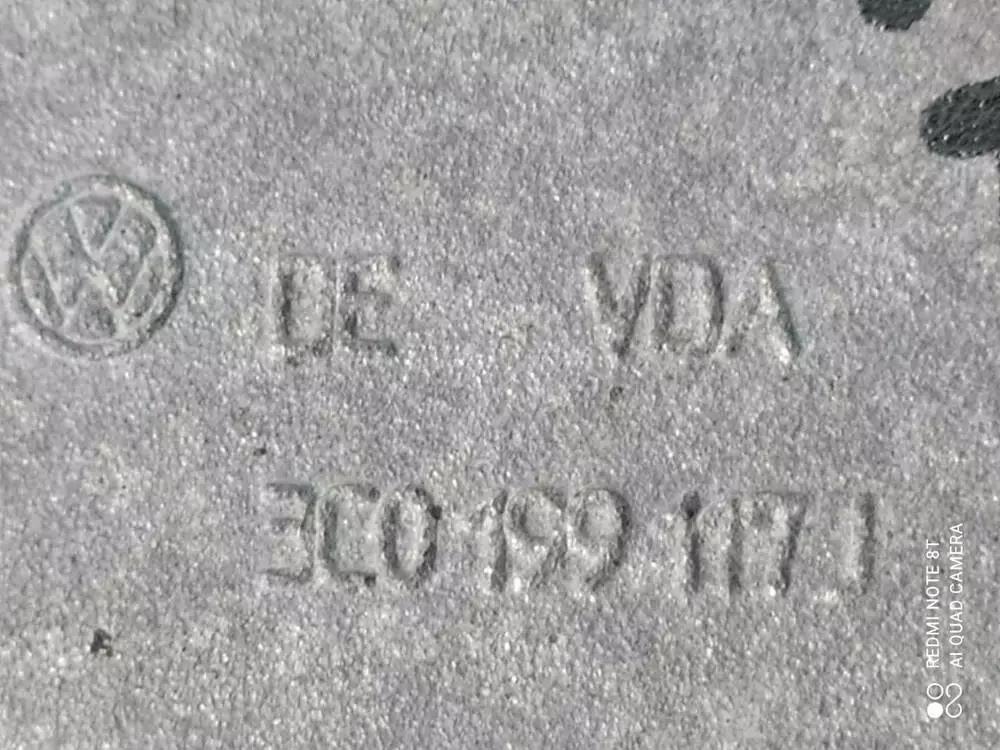 DE VDA
3C0 199 117 J
REDMI NOTE 8T
AI QUAD CAMERA